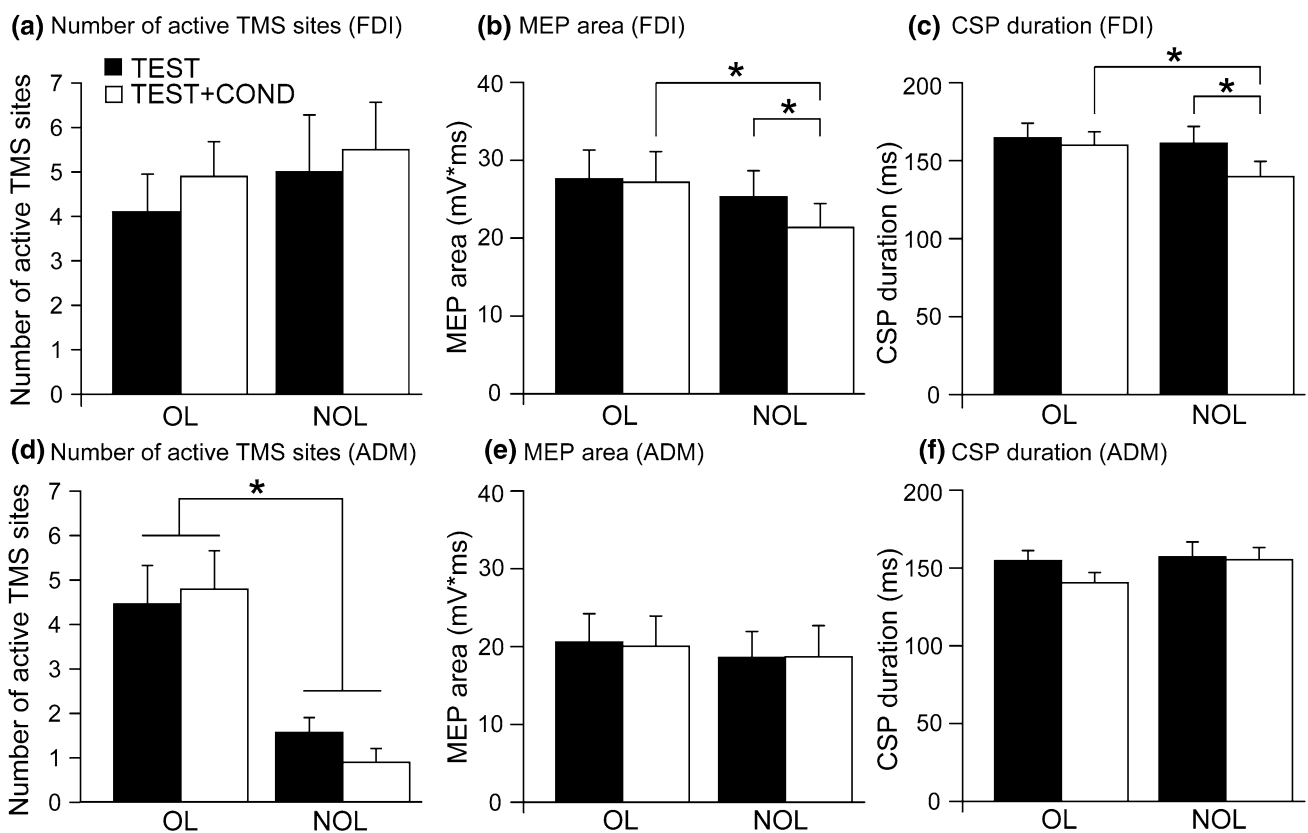 (a) Number of active TMS sites (FDI)
(b) MEP area (FDI)
(c) CSP duration (FDI)
TEST
TEST+COND
Number of active TMS sites
7
6
5
4
3
2
1
0
OL NOL
MEP area (mV*ms)
40
30
20
10
0
*
*
OL NOL
CSP duration (ms)
200
150
100
50
0
*
*
OL NOL
(d) Number of active TMS sites (ADM)
(e) MEP area (ADM)
(f) CSP duration (ADM)
Number of active TMS sites
7
6
5
4
3
2
1
0
*
OL NOL
MEP area (mV*ms)
40
30
20
10
0
OL NOL
CSP duration (ms)
200
150
100
50
0
OL NOL